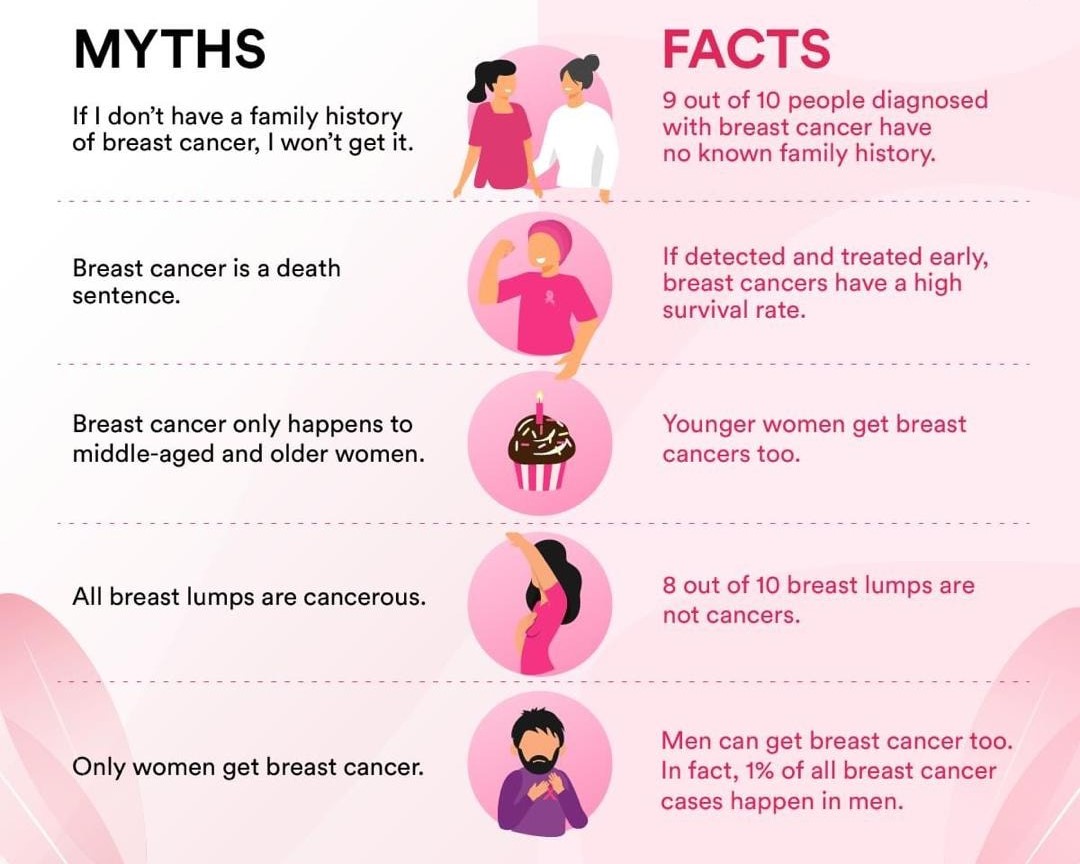 MYTHS
FACTS
If I don’t have a family history
of breast cancer, I won’t get it.
9 out of 10 people diagnosed
with breast cancer have
no known family history.
Breast cancer is a death
sentence.
If detected and treated early,
breast cancers have a high
survival rate.
Breast cancer only happens to
middle-aged and older women.
Younger women get breast
cancers too.
All breast lumps are cancerous.
8 out of 10 breast lumps are
not cancers.
Only women get breast cancer.
Men can get breast cancer too.
In fact, 1% of all breast cancer
cases happen in men.